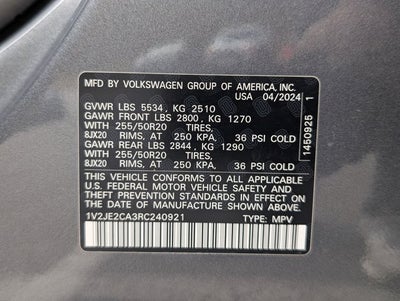 MFD. BY VOLKSWAGEN GROUP OF AMERICA, INC.
USA 04/2024
GVWR LBS 5534, KG 2510
GAWR FRONT LBS 2800, KG 1270
WITH 255/50R20 TIRES,
8JX20 RIMS, AT 250 KPA, 36 PSI COLD
GAWR REAR LBS 2844, KG 1290
WITH 255/50R20 TIRES,
8JX20 RIMS, AT 250 KPA, 36 PSI COLD
THIS VEHICLE CONFORMS TO ALL APPLICABLE
U.S. FEDERAL MOTOR VEHICLE SAFETY AND
THEFT PREVENTION STANDARDS IN EFFECT ON THE
DATE OF MANUFACTURE SHOWN ABOVE.
1V2JE2CA3RC240921 TYPE: MPV
1450925 1